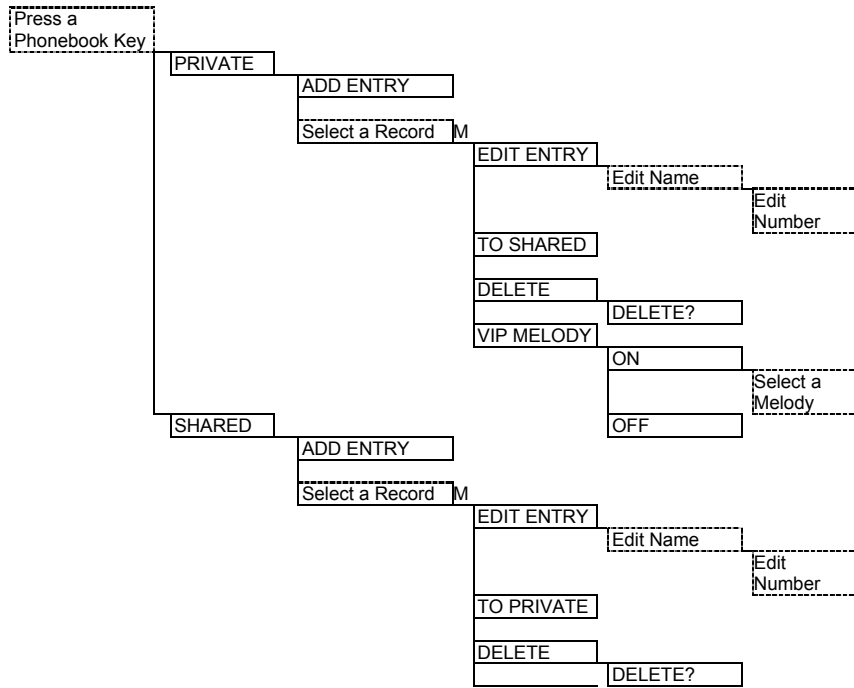 Press a
Phonebook Key
PRIVATE
ADD ENTRY
Select a Record M
EDIT ENTRY
Edit Name
Edit
Number
TO SHARED
DELETE
DELETE?
VIP MELODY
ON
Select a
Melody
OFF
SHARED
ADD ENTRY
Select a Record M
EDIT ENTRY
Edit Name
Edit
Number
TO PRIVATE
DELETE
DELETE?